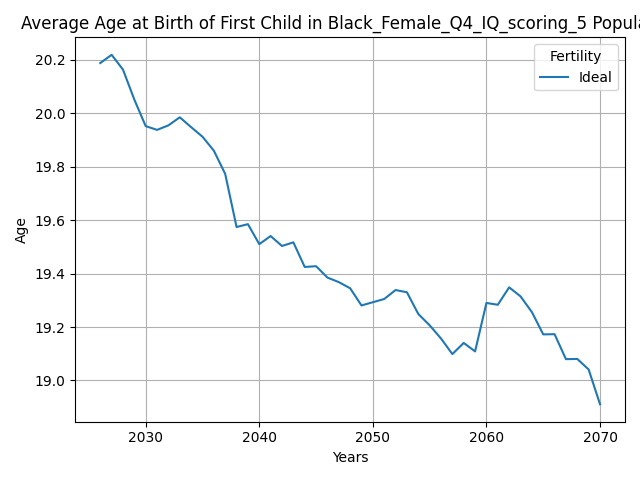 Average Age at Birth of First Child in Black_Female_Q4_IQ_scoring_5 Popula
Fertility
Ideal
20.2
20.0
19.8
19.6
19.4
19.2
19.0
Age
2030 2040 2050 2060 2070
Years